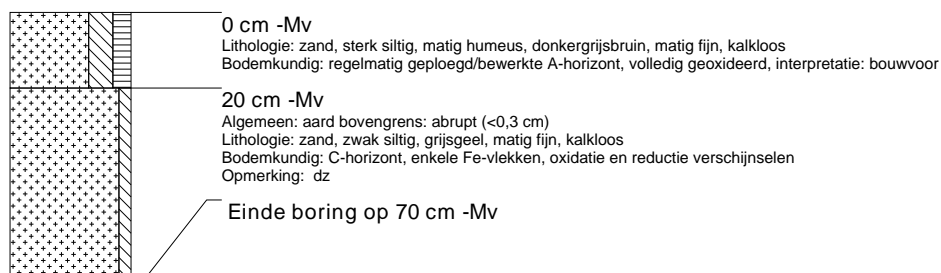 0 cm -Mv
Lithologie: zand, sterk siltig, matig humeus, donkergrijsbruin, matig fijn, kalkloos
Bodemkundig: regelmatig geploegd/bewerkte A-horizont, volledig geoxideerd, interpretatie: bouwvoor
20 cm -Mv
Algemeen: aard bovengrens: abrupt (<0,3 cm)
Lithologie: zand, zwak siltig, grijsgeel, matig fijn, kalkloos
Bodemkundig: C-horizont, enkele Fe-vlekken, oxidatie en reductie verschijnselen
Opmerking: dz
Einde boring op 70 cm -Mv